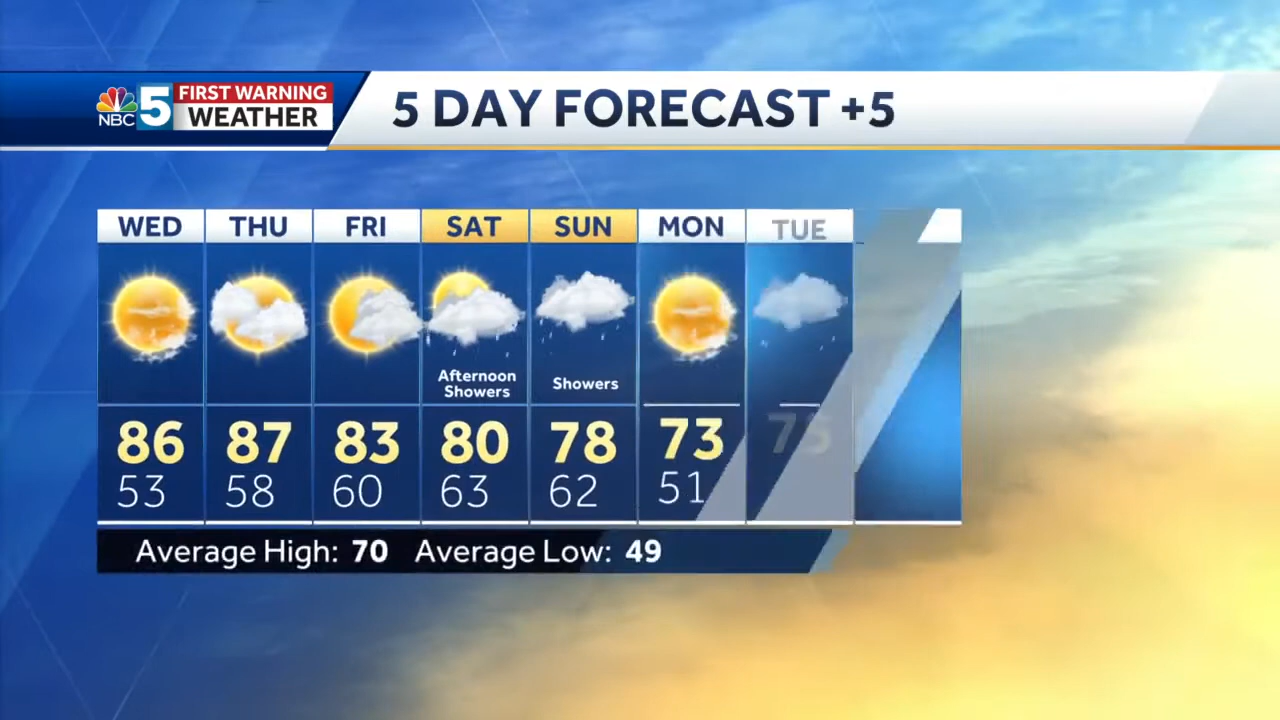 NBC 5 FIRST WARNING WEATHER
5 DAY FORECAST +5
WED THU FRI SAT SUN MON TUE
Afternoon Showers
Showers
86 87 83 80 78 73
53 58 60 63 62 51
Average High: 70 Average Low: 49